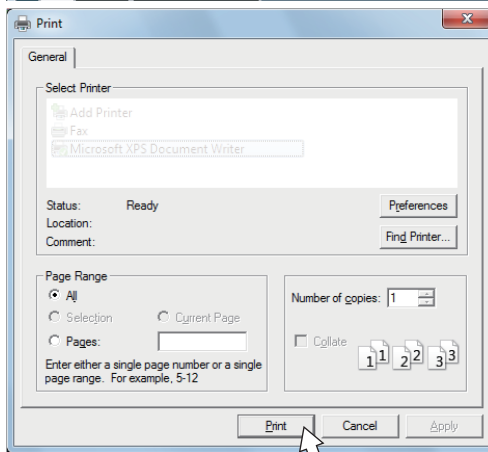 Print
General
Select Printer
Add Printer
Fax
Microsoft XPS Document Writer
Status: Ready
Preferences
Location:
Comment:
Find Printer...
Page Range
All
Selection Current Page
Pages:
Enter either a single page number or a single
page range. For example, 5-12
Number of copies: 1
Collate
1 1 2 2 3 3
Print Cancel Apply